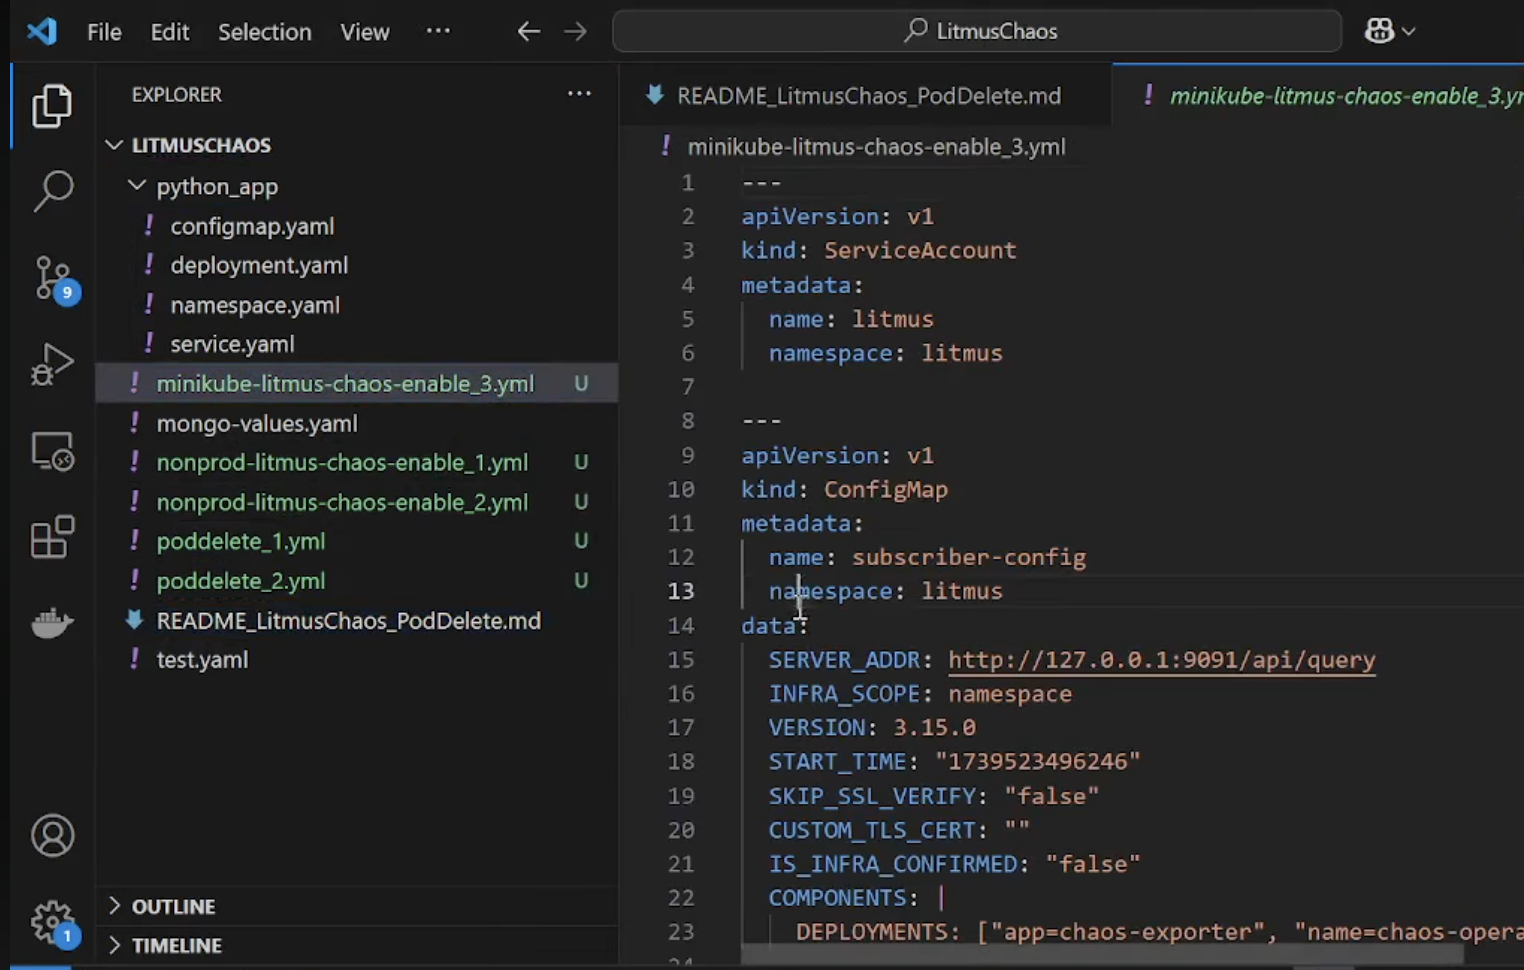 File Edit Selection View ··· LitmusChaos
EXPLORER ···
LITMUSCHAOS
python_app
! configmap.yaml
! deployment.yaml
! namespace.yaml
! service.yaml
! minikube-litmus-chaos-enable_3.yml U
! mongo-values.yaml
! nonprod-litmus-chaos-enable_1.yml U
! nonprod-litmus-chaos-enable_2.yml U
! poddelete_1.yml U
! poddelete_2.yml U
README_LitmusChaos_PodDelete.md
! test.yaml
OUTLINE
TIMELINE
9
1
README_LitmusChaos_PodDelete.md ! minikube-litmus-chaos-enable_3.yr
! minikube-litmus-chaos-enable_3.yml
1 ---
2 apiVersion: v1
3 kind: ServiceAccount
4 metadata:
5 name: litmus
6 namespace: litmus
7
8 ---
9 apiVersion: v1
10 kind: ConfigMap
11 metadata:
12 name: subscriber-config
13 namespace: litmus
14 data:
15 SERVER_ADDR: http://127.0.0.1:9091/api/query
16 INFRA_SCOPE: namespace
17 VERSION: 3.15.0
18 START_TIME: "1739523496246"
19 SKIP_SSL_VERIFY: "false"
20 CUSTOM_TLS_CERT: ""
21 IS_INFRA_CONFIRMED: "false"
22 COMPONENTS: |
23 DEPLOYMENTS: ["app=chaos-exporter", "name=chaos-opera